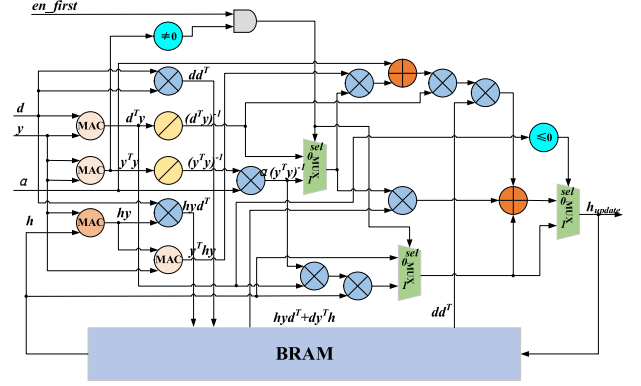 en_first
≠0
dd^T
d
MAC
d^Ty
(d^Ty)^-1
y
≤0
MAC
y^Ty
(y^Ty)^-1
a(y^Ty)^-1
sel
0
MUX
1
a
sel
0
MUX
1
h_update
h
MAC
hy
hyd^T
MAC
y^Thy
sel
0
MUX
1
hyd^T+dy^Th
dd^T
BRAM